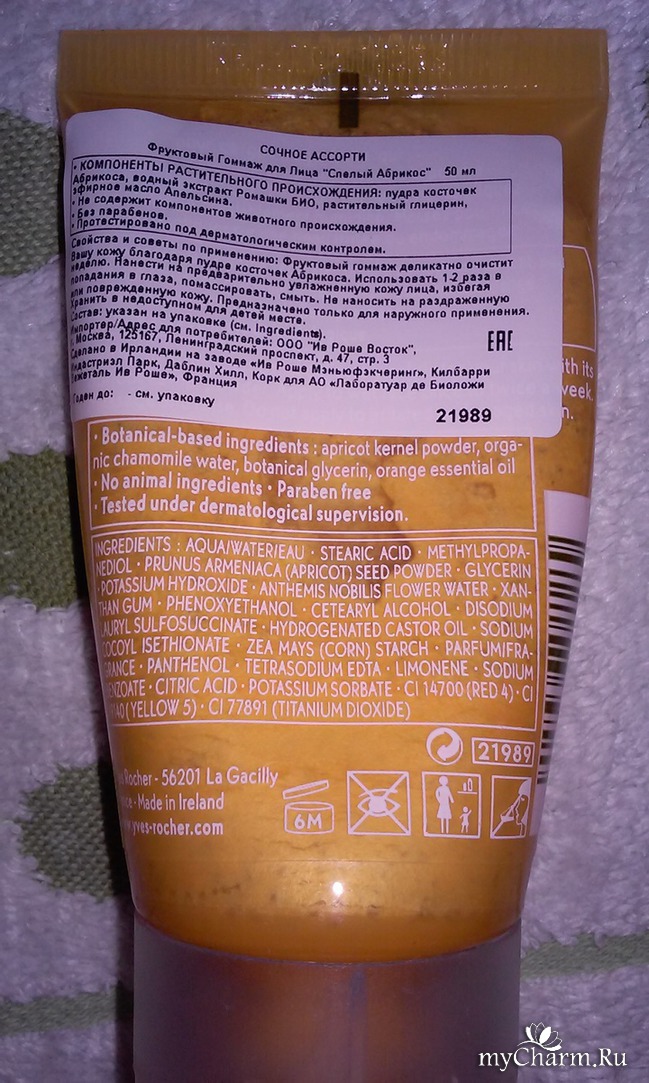 СОЧНОЕ АССОРТИ
Фруктовый Гоммаж для Лица "Спелый Абрикос" 50 мл
• КОМПОНЕНТЫ РАСТИТЕЛЬНОГО ПРОИСХОЖДЕНИЯ: пудра косточек
Абрикоса, водный экстракт Ромашки БИО, растительный глицерин,
эфирное масло Апельсина.
• Не содержит компонентов животного происхождения.
• Без парабенов.
• Протестировано под дерматологическим контролем.
Свойства и советы по применению: Фруктовый гоммаж деликатно очистит
Вашу кожу благодаря пудре косточек Абрикоса. Использовать 1-2 раза в
неделю. Нанести на предварительно увлажненную кожу лица, избегая
попадания в глаза, помассировать, смыть. Не наносить на раздраженную
или поврежденную кожу. Предназначено только для наружного применения.
Хранить в недоступном для детей месте.
Состав: указан на упаковке (см. Ingredients).
Импортер/Адрес для потребителей: ООО "Ив Роше Восток",
г. Москва, 125167, Ленинградский проспект, д. 47, стр. 3
Сделано в Ирландии на заводе «Ив Роше Мэньюфэкчеринг», Килбарри
Индастриэл Парк, Даблин Хилл, Корк для АО «Лаборатуар де Биоложи
Вежеталь Ив Роше», Франция
EAC
Годен до: - см. упаковку
21989
ith its
week.
n.
• Botanical-based ingredients : apricot kernel powder, orga-
nic chamomile water, botanical glycerin, orange essential oil
• No animal ingredients • Paraben free
• Tested under dermatological supervision.
INGREDIENTS : AQUA/WATER/EAU · STEARIC ACID · METHYLPROPA-
NEDIOL · PRUNUS ARMENIACA (APRICOT) SEED POWDER · GLYCERIN
· POTASSIUM HYDROXIDE · ANTHEMIS NOBILIS FLOWER WATER · XAN-
THAN GUM · PHENOXYETHANOL · CETEARYL ALCOHOL · DISODIUM
LAURYL SULFOSUCCINATE · HYDROGENATED CASTOR OIL · SODIUM
COCOYL ISETHIONATE · ZEA MAYS (CORN) STARCH · PARFUM/FRA-
GRANCE · PANTHENOL · TETRASODIUM EDTA · LIMONENE · SODIUM
BENZOATE · CITRIC ACID · POTASSIUM SORBATE · CI 14700 (RED 4) · CI
19140 (YELLOW 5) · CI 77891 (TITANIUM DIOXIDE)
21989
es Rocher - 56201 La Gacilly
nce - Made in Ireland
w.yves-rocher.com
6M
myCharm.Ru